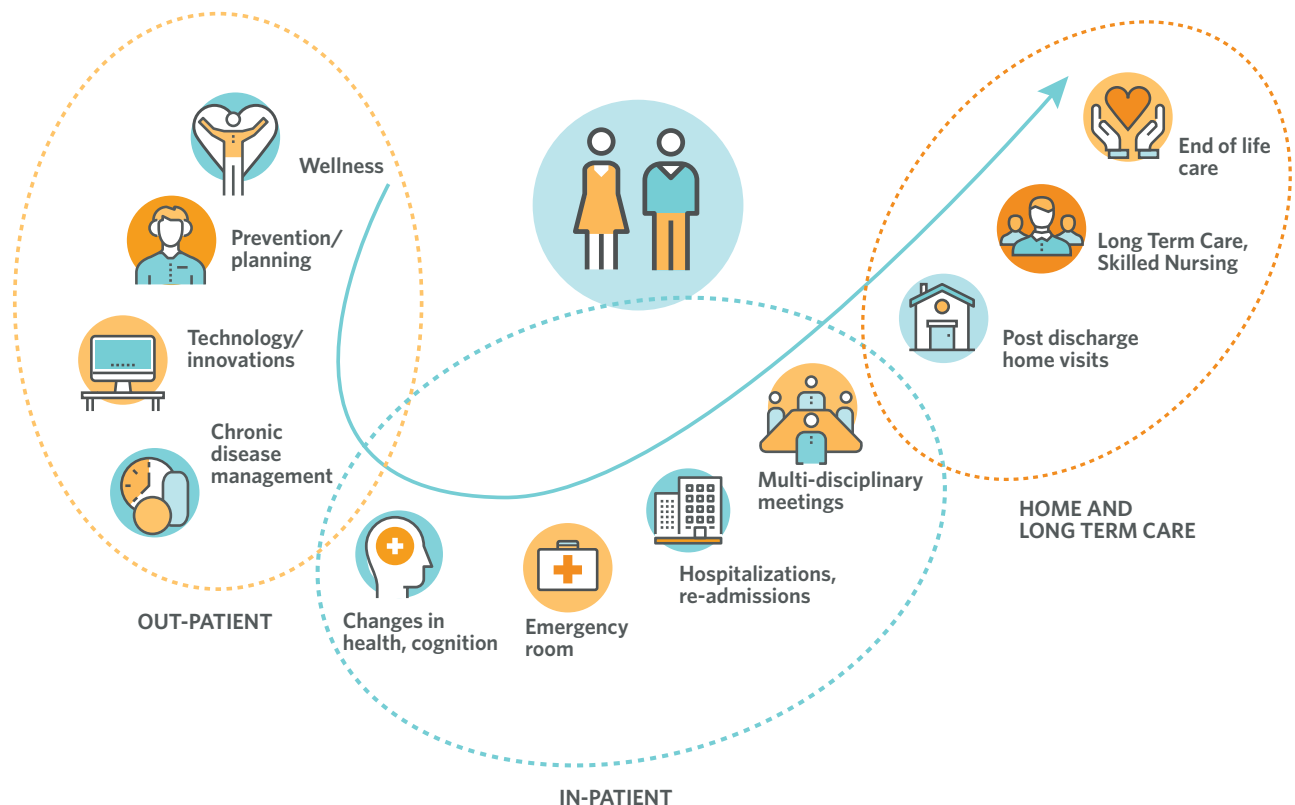 Wellness
Prevention/
planning
Technology/
innovations
Chronic
disease
management
OUT-PATIENT
Changes in
health, cognition
Emergency
room
Hospitalizations,
re-admissions
Multi-disciplinary
meetings
IN-PATIENT
Post discharge
home visits
Long Term Care,
Skilled Nursing
End of life
care
HOME AND
LONG TERM CARE